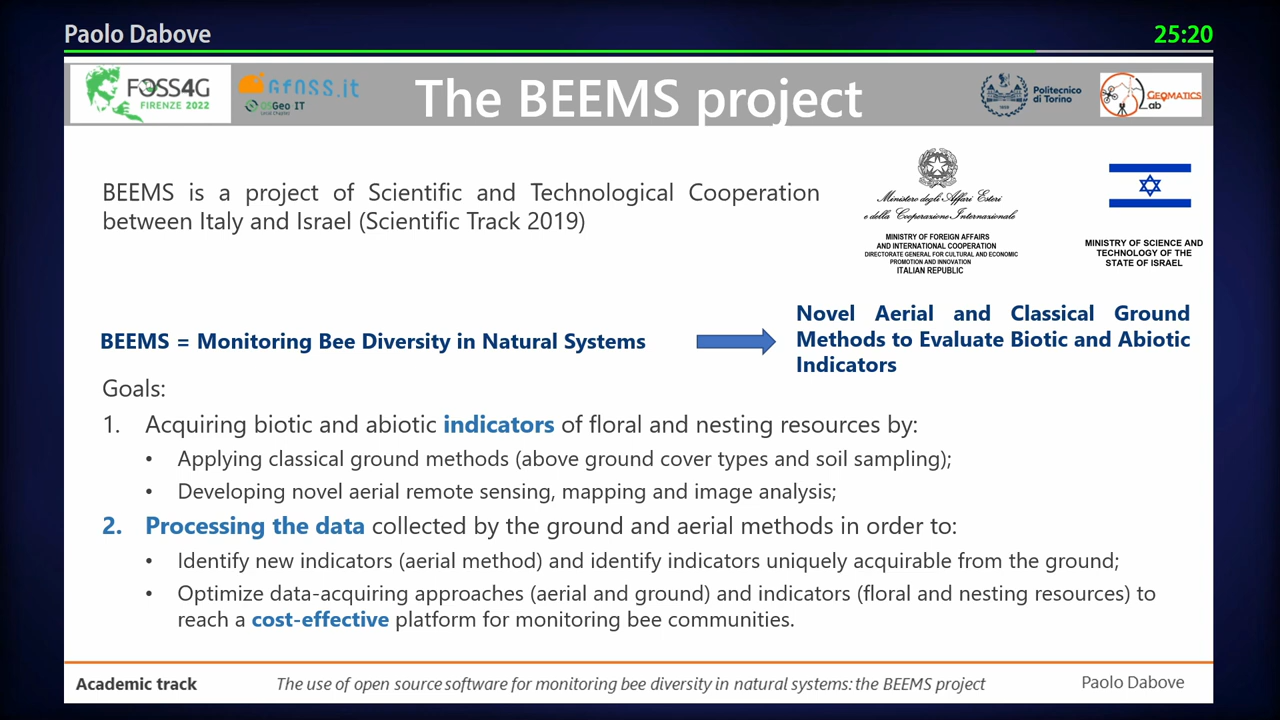 Paolo Dabove
25:20
FOSS4G
FIRENZE 2022
GFOSS.it
OSGeo IT
Local Chapter
The BEEMS project
Politecnico
di Torino
GEOMATICS
Lab
BEEMS is a project of Scientific and Technological Cooperation
between Italy and Israel (Scientific Track 2019)
Ministero degli Affari Esteri
e della Cooperazione Internazionale
MINISTRY OF FOREIGN AFFAIRS
AND INTERNATIONAL COOPERATION
DIRECTORATE GENERAL FOR CULTURAL AND ECONOMIC
PROMOTION AND INNOVATION
ITALIAN REPUBLIC
MINISTRY OF SCIENCE AND
TECHNOLOGY OF THE
STATE OF ISRAEL
BEEMS = Monitoring Bee Diversity in Natural Systems
Novel Aerial and Classical Ground
Methods to Evaluate Biotic and Abiotic
Indicators
Goals:
1. Acquiring biotic and abiotic indicators of floral and nesting resources by:
• Applying classical ground methods (above ground cover types and soil sampling);
• Developing novel aerial remote sensing, mapping and image analysis;
2. Processing the data collected by the ground and aerial methods in order to:
• Identify new indicators (aerial method) and identify indicators uniquely acquirable from the ground;
• Optimize data-acquiring approaches (aerial and ground) and indicators (floral and nesting resources) to
reach a cost-effective platform for monitoring bee communities.
Academic track
The use of open source software for monitoring bee diversity in natural systems: the BEEMS project
Paolo Dabove